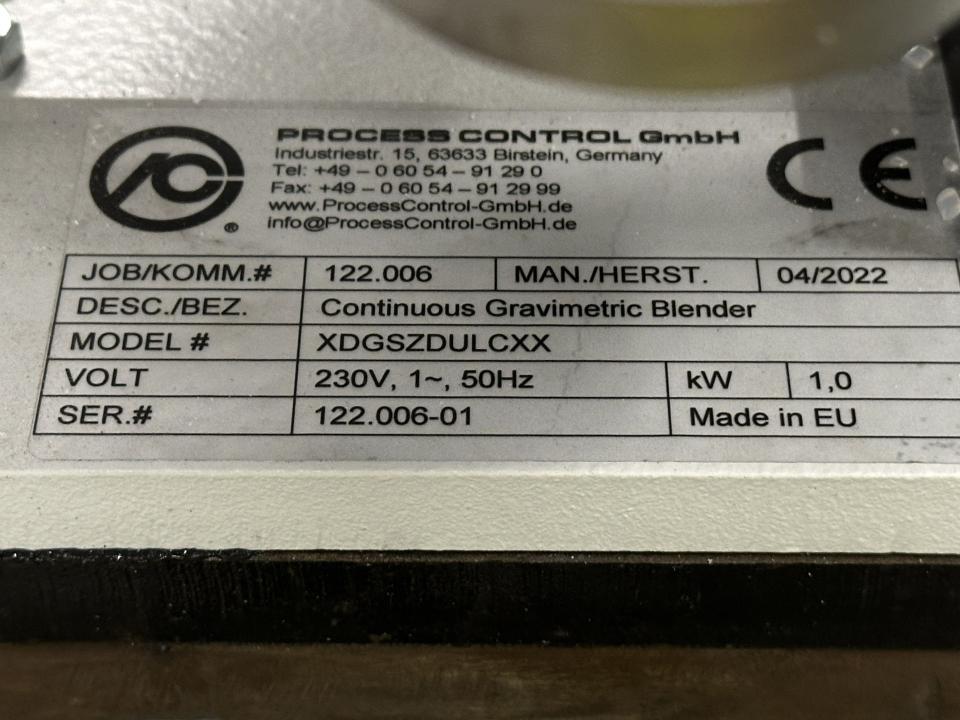 PROCESS CONTROL GmbH
Industriestr. 15, 63633 Birstein, Germany
Tel: +49 – 0 60 54 – 91 29 0
Fax: +49 – 0 60 54 – 91 29 99
www.ProcessControl-GmbH.de
info@ProcessControl-GmbH.de
®
CE
JOB/KOMM.# 122.006 MAN./HERST. 04/2022
DESC./BEZ. Continuous Gravimetric Blender
MODEL # XDGSZDULCXX
VOLT 230V, 1~, 50Hz kW 1,0
SER.# 122.006-01 Made in EU